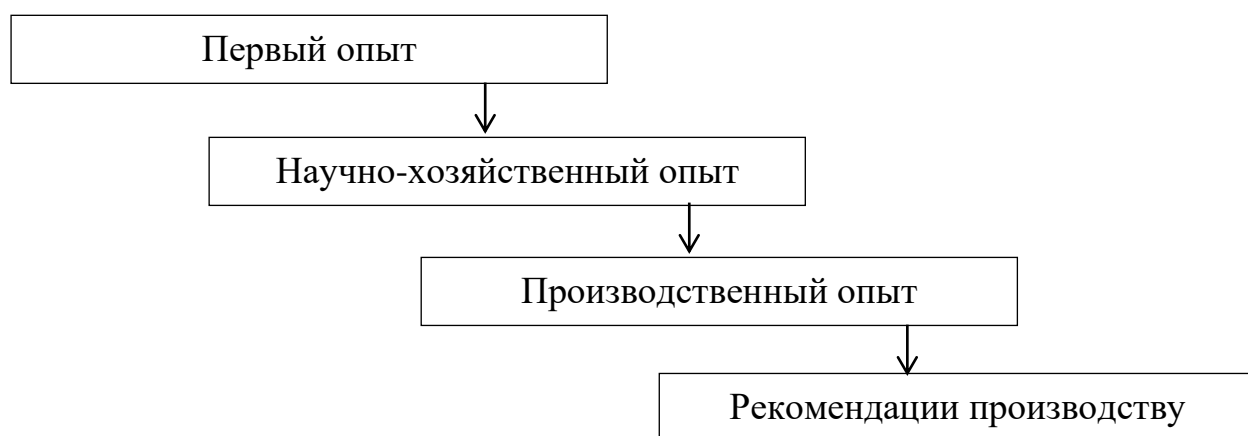 Первый опыт
Научно-хозяйственный опыт
Производственный опыт
Рекомендации производству